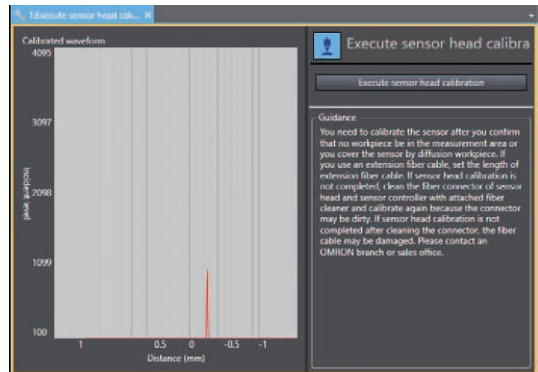 1:Execute sensor head cali...
Calibrated waveform
4095
3097
2098
1099
100
Incident level
1
0.5
0
-0.5
-1
Distance (mm)
Execute sensor head calibra
Execute sensor head calibration
Guidance
You need to calibrate the sensor after you confirm
that no workpiece be in the measurement area or
you cover the sensor by diffusion workpiece. If
you use an extension fiber cable, set the length of
extension fiber cable. If sensor head calibration is
not completed, clean the fiber connector of sensor
head and sensor controller with attached fiber
cleaner and calibrate again because the connector
may be dirty. If sensor head calibration is not
completed after cleaning the connector, the fiber
cable may be damaged. Please contact an
OMRON branch or sales office.